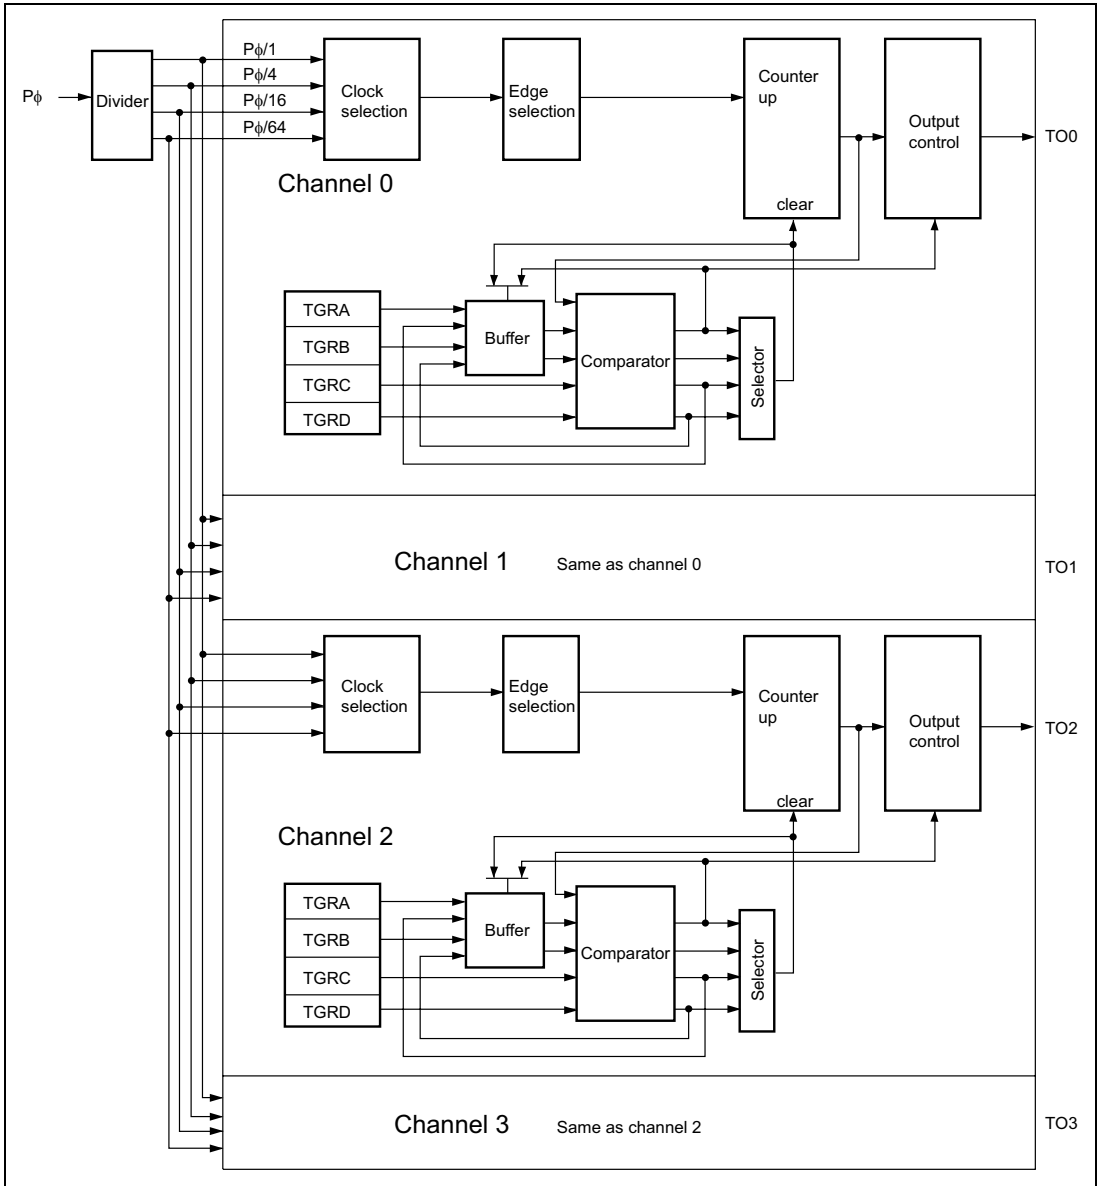 Pϕ
Divider
Pϕ/1
Pϕ/4
Pϕ/16
Pϕ/64
Clock
selection
Edge
selection
Counter
up
clear
Output
control
TO0
Channel 0
TGRA
TGRB
TGRC
TGRD
Buffer
Comparator
Selector
Channel 1
Same as channel 0
TO1
Clock
selection
Edge
selection
Counter
up
clear
Output
control
TO2
Channel 2
TGRA
TGRB
TGRC
TGRD
Buffer
Comparator
Selector
Channel 3
Same as channel 2
TO3